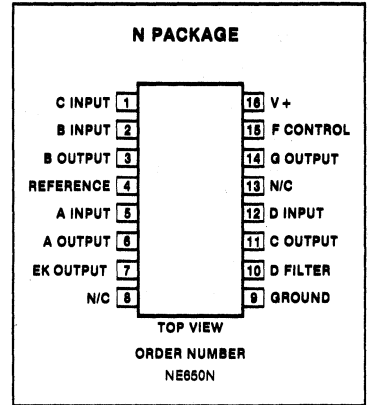 N PACKAGE
C INPUT 1 16 V +
B INPUT 2 15 F CONTROL
B OUTPUT 3 14 G OUTPUT
REFERENCE 4 13 N/C
A INPUT 5 12 D INPUT
A OUTPUT 6 11 C OUTPUT
EK OUTPUT 7 10 D FILTER
N/C 8 9 GROUND
TOP VIEW
ORDER NUMBER
NE650N